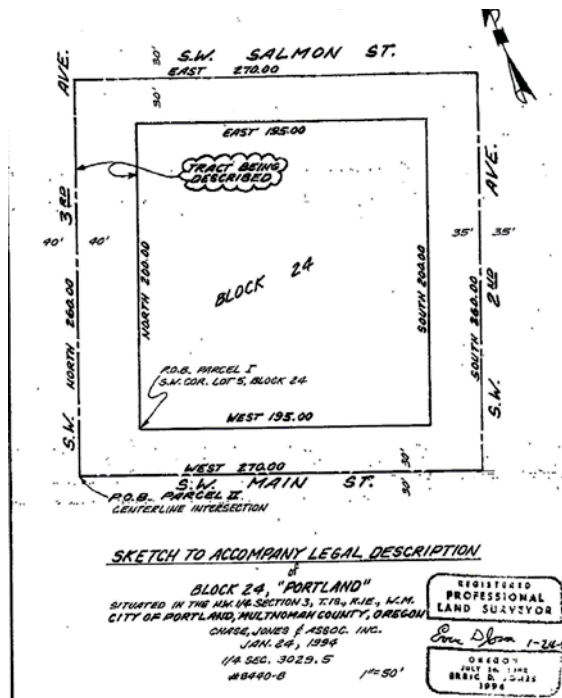 S.W. SALMON ST.
30'
EAST 270.00
30'
AVE.
EAST 195.00
TRACT BEING
DESCRIBED
3RD
AVE.
40'
40'
35'
35'
BLOCK 24
NORTH 200.00
SOUTH 200.00
2ND
NORTH 260.00
SOUTH 260.00
S.W.
S.W.
P.O.B. PARCEL I
S.W. COR. LOT 5, BLOCK 24
WEST 195.00
30'
WEST 270.00
S.W. MAIN ST.
30'
P.O.B. PARCEL II
CENTERLINE INTERSECTION
SKETCH TO ACCOMPANY LEGAL DESCRIPTION
of
BLOCK 24, "PORTLAND"
SITUATED IN THE N.W. 1/4 SECTION 3, T.1S., R.1E., W.M.
CITY OF PORTLAND, MULTNOMAH COUNTY, OREGON
CHASE, JONES & ASSOC. INC.
JAN. 24, 1994
1/4 SEC. 3029.5
#8440-B 1"=50'
REGISTERED
PROFESSIONAL
LAND SURVEYOR
OREGON
JULY